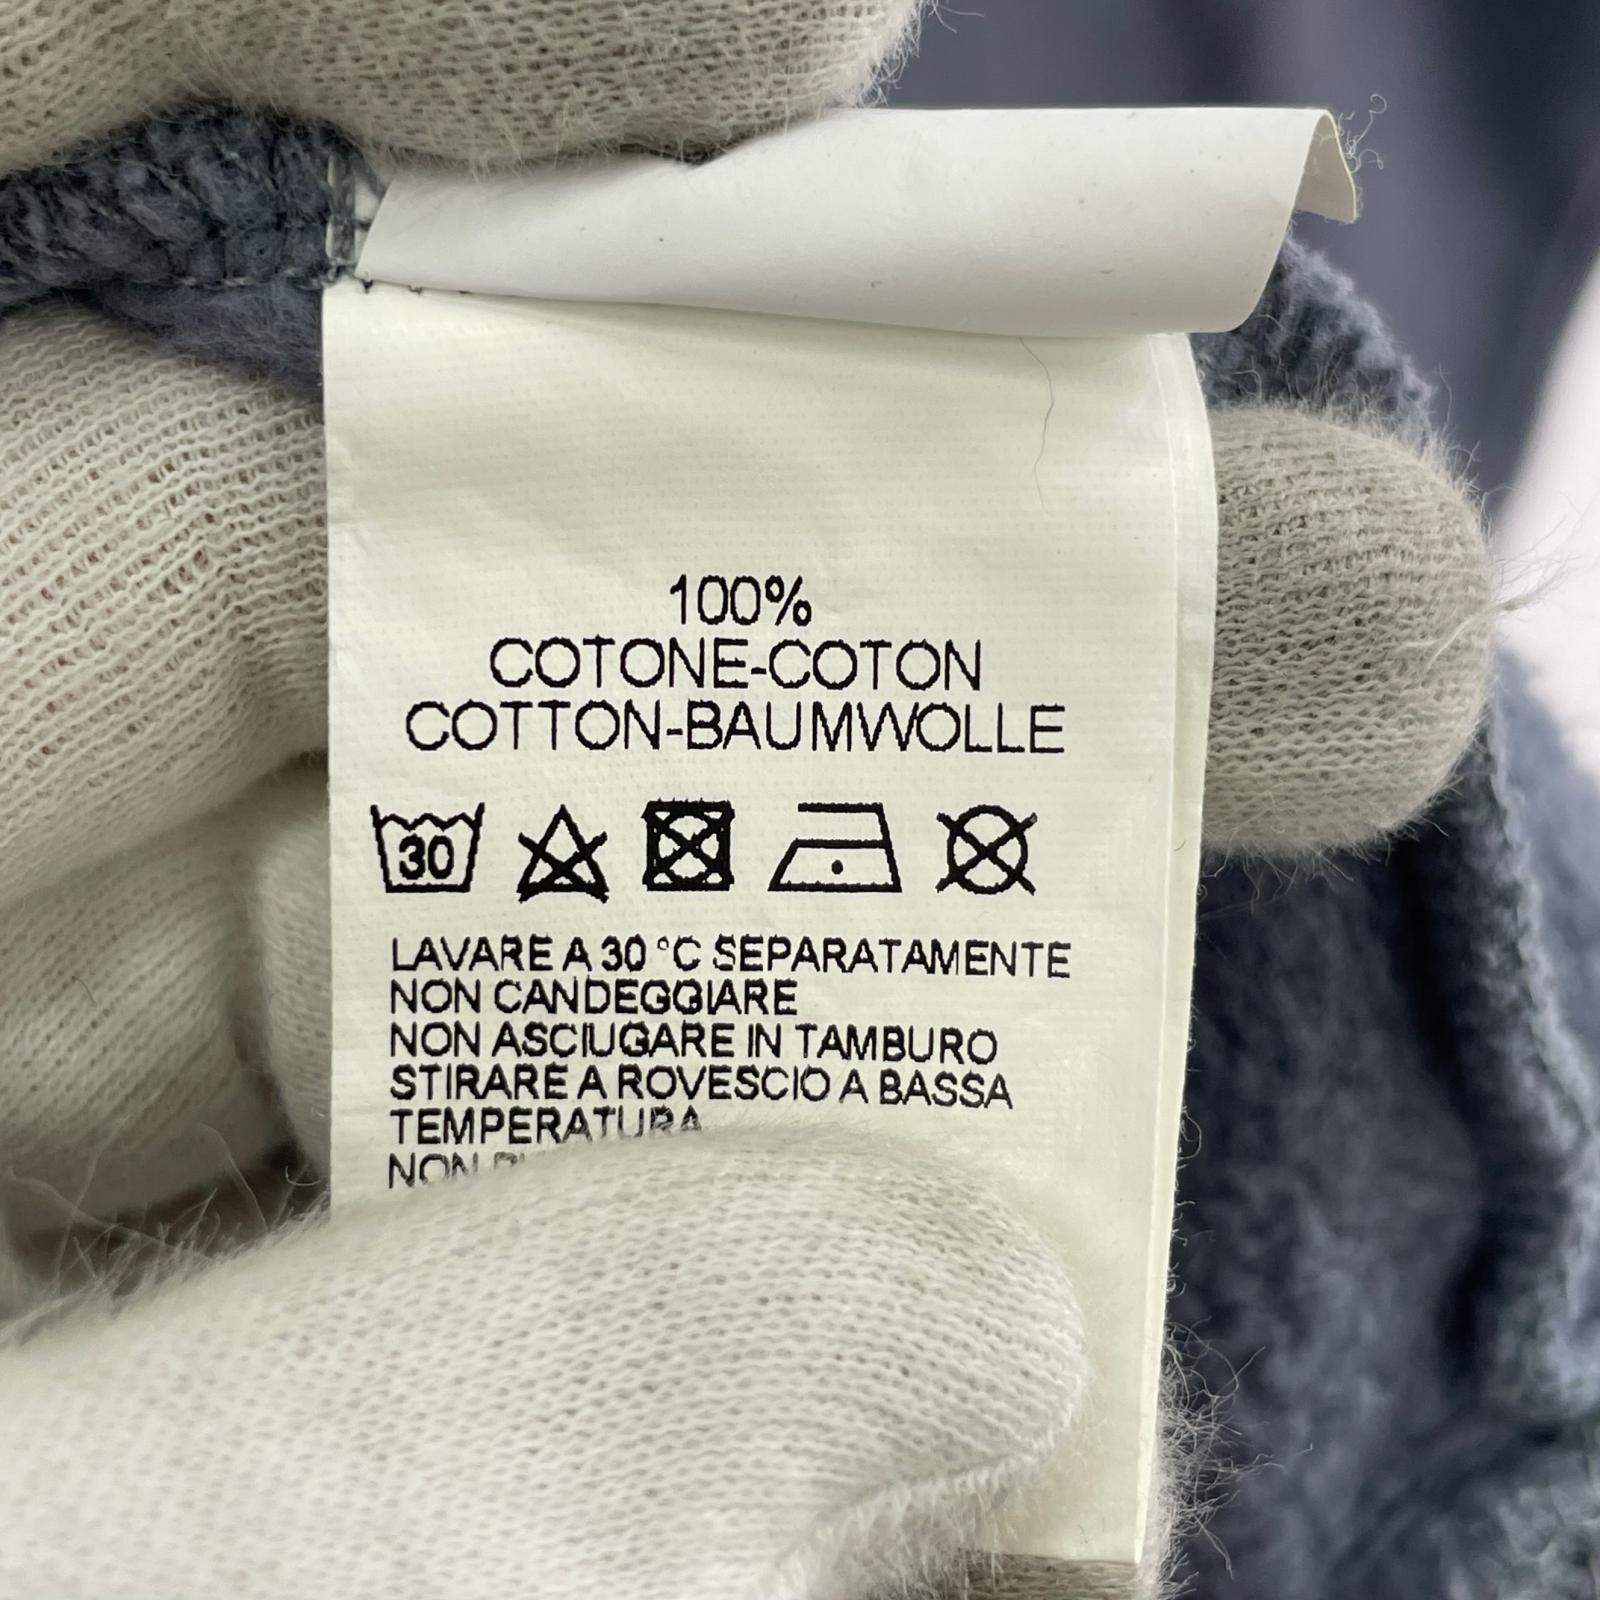 100%
COTONE-COTON
COTTON-BAUMWOLLE
30
LAVARE A 30 °C SEPARATAMENTE
NON CANDEGGIARE
NON ASCIUGARE IN TAMBURO
STIRARE A ROVESCIO A BASSA
TEMPERATURA
NON